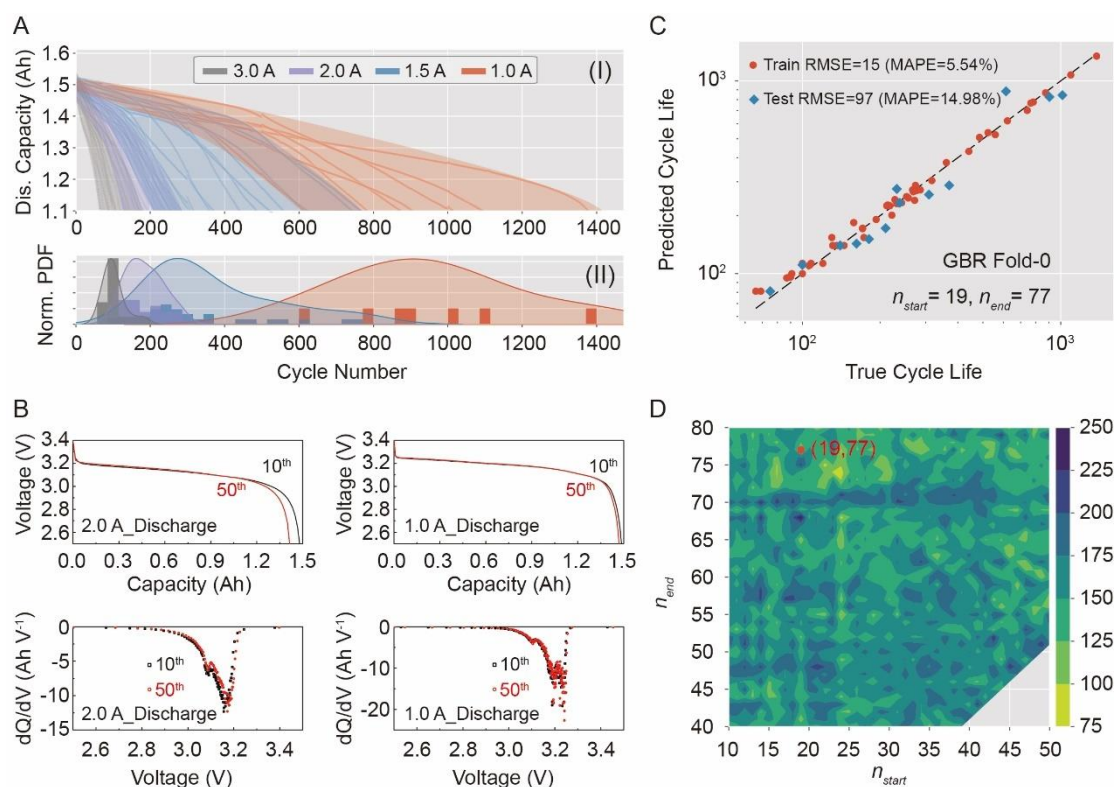 A
1.6
1.5
1.4
1.3
1.2
1.1
Dis. Capacity (Ah)
3.0 A 2.0 A 1.5 A 1.0 A
(I)
0 200 400 600 800 1000 1200 1400
Norm. PDF
(II)
0 200 400 600 800 1000 1200 1400
Cycle Number
B
3.4
3.2
3.0
2.8
2.6
Voltage (V)
10th
50th
2.0 A_Discharge
0.0 0.3 0.6 0.9 1.2 1.5
Capacity (Ah)
3.4
3.2
3.0
2.8
2.6
Voltage (V)
10th
50th
1.0 A_Discharge
0.0 0.3 0.6 0.9 1.2 1.5
Capacity (Ah)
0
-5
-10
-15
dQ/dV (Ah V-1)
10th
50th
2.0 A_Discharge
2.6 2.8 3.0 3.2 3.4
Voltage (V)
0
-10
-20
dQ/dV (Ah V-1)
10th
50th
1.0 A_Discharge
2.6 2.8 3.0 3.2 3.4
Voltage (V)
C
10³
10²
Predicted Cycle Life
Train RMSE=15 (MAPE=5.54%)
Test RMSE=97 (MAPE=14.98%)
GBR Fold-0
nstart= 19, nend= 77
10² 10³
True Cycle Life
D
80
75
70
65
60
55
50
45
40
nend
(19,77)
10 15 20 25 30 35 40 45 50
nstart
250
225
200
175
150
125
100
75